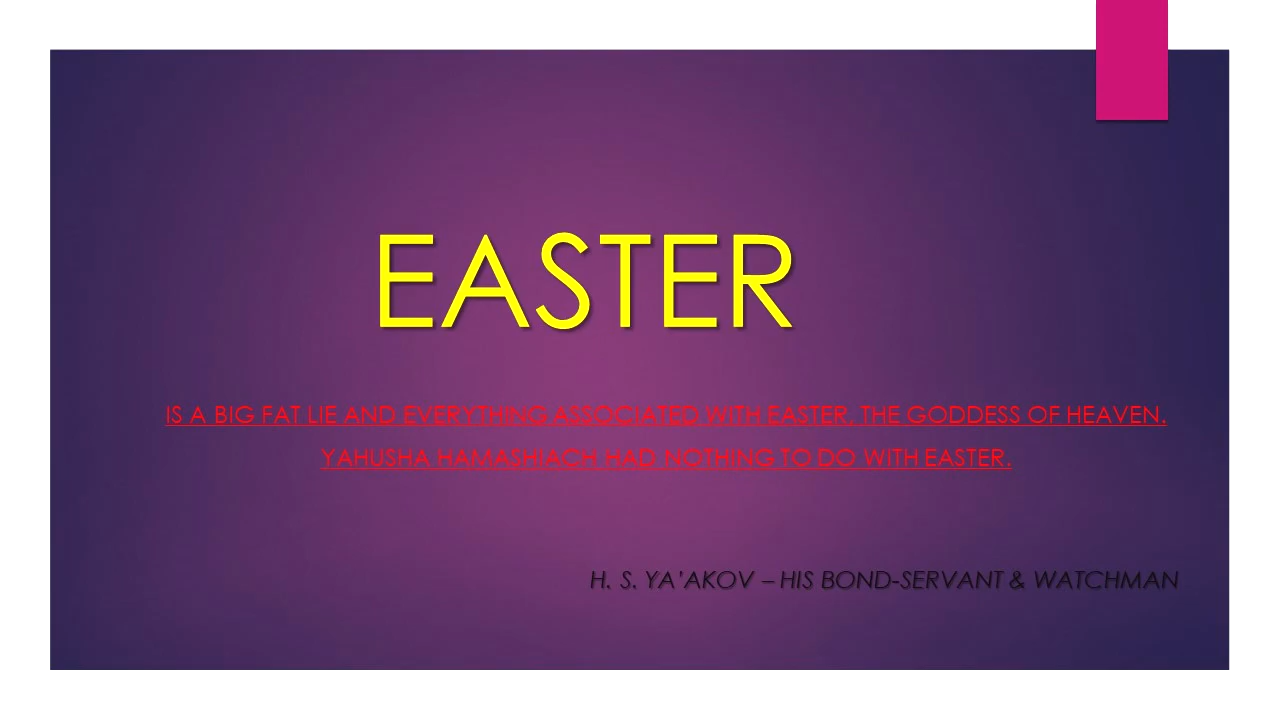 EASTER
IS A BIG FAT LIE AND EVERYTHING ASSOCIATED WITH EASTER, THE GODDESS OF HEAVEN.
YAHUSHA HAMASHIACH HAD NOTHING TO DO WITH EASTER.
H. S. YA'AKOV – HIS BOND-SERVANT & WATCHMAN